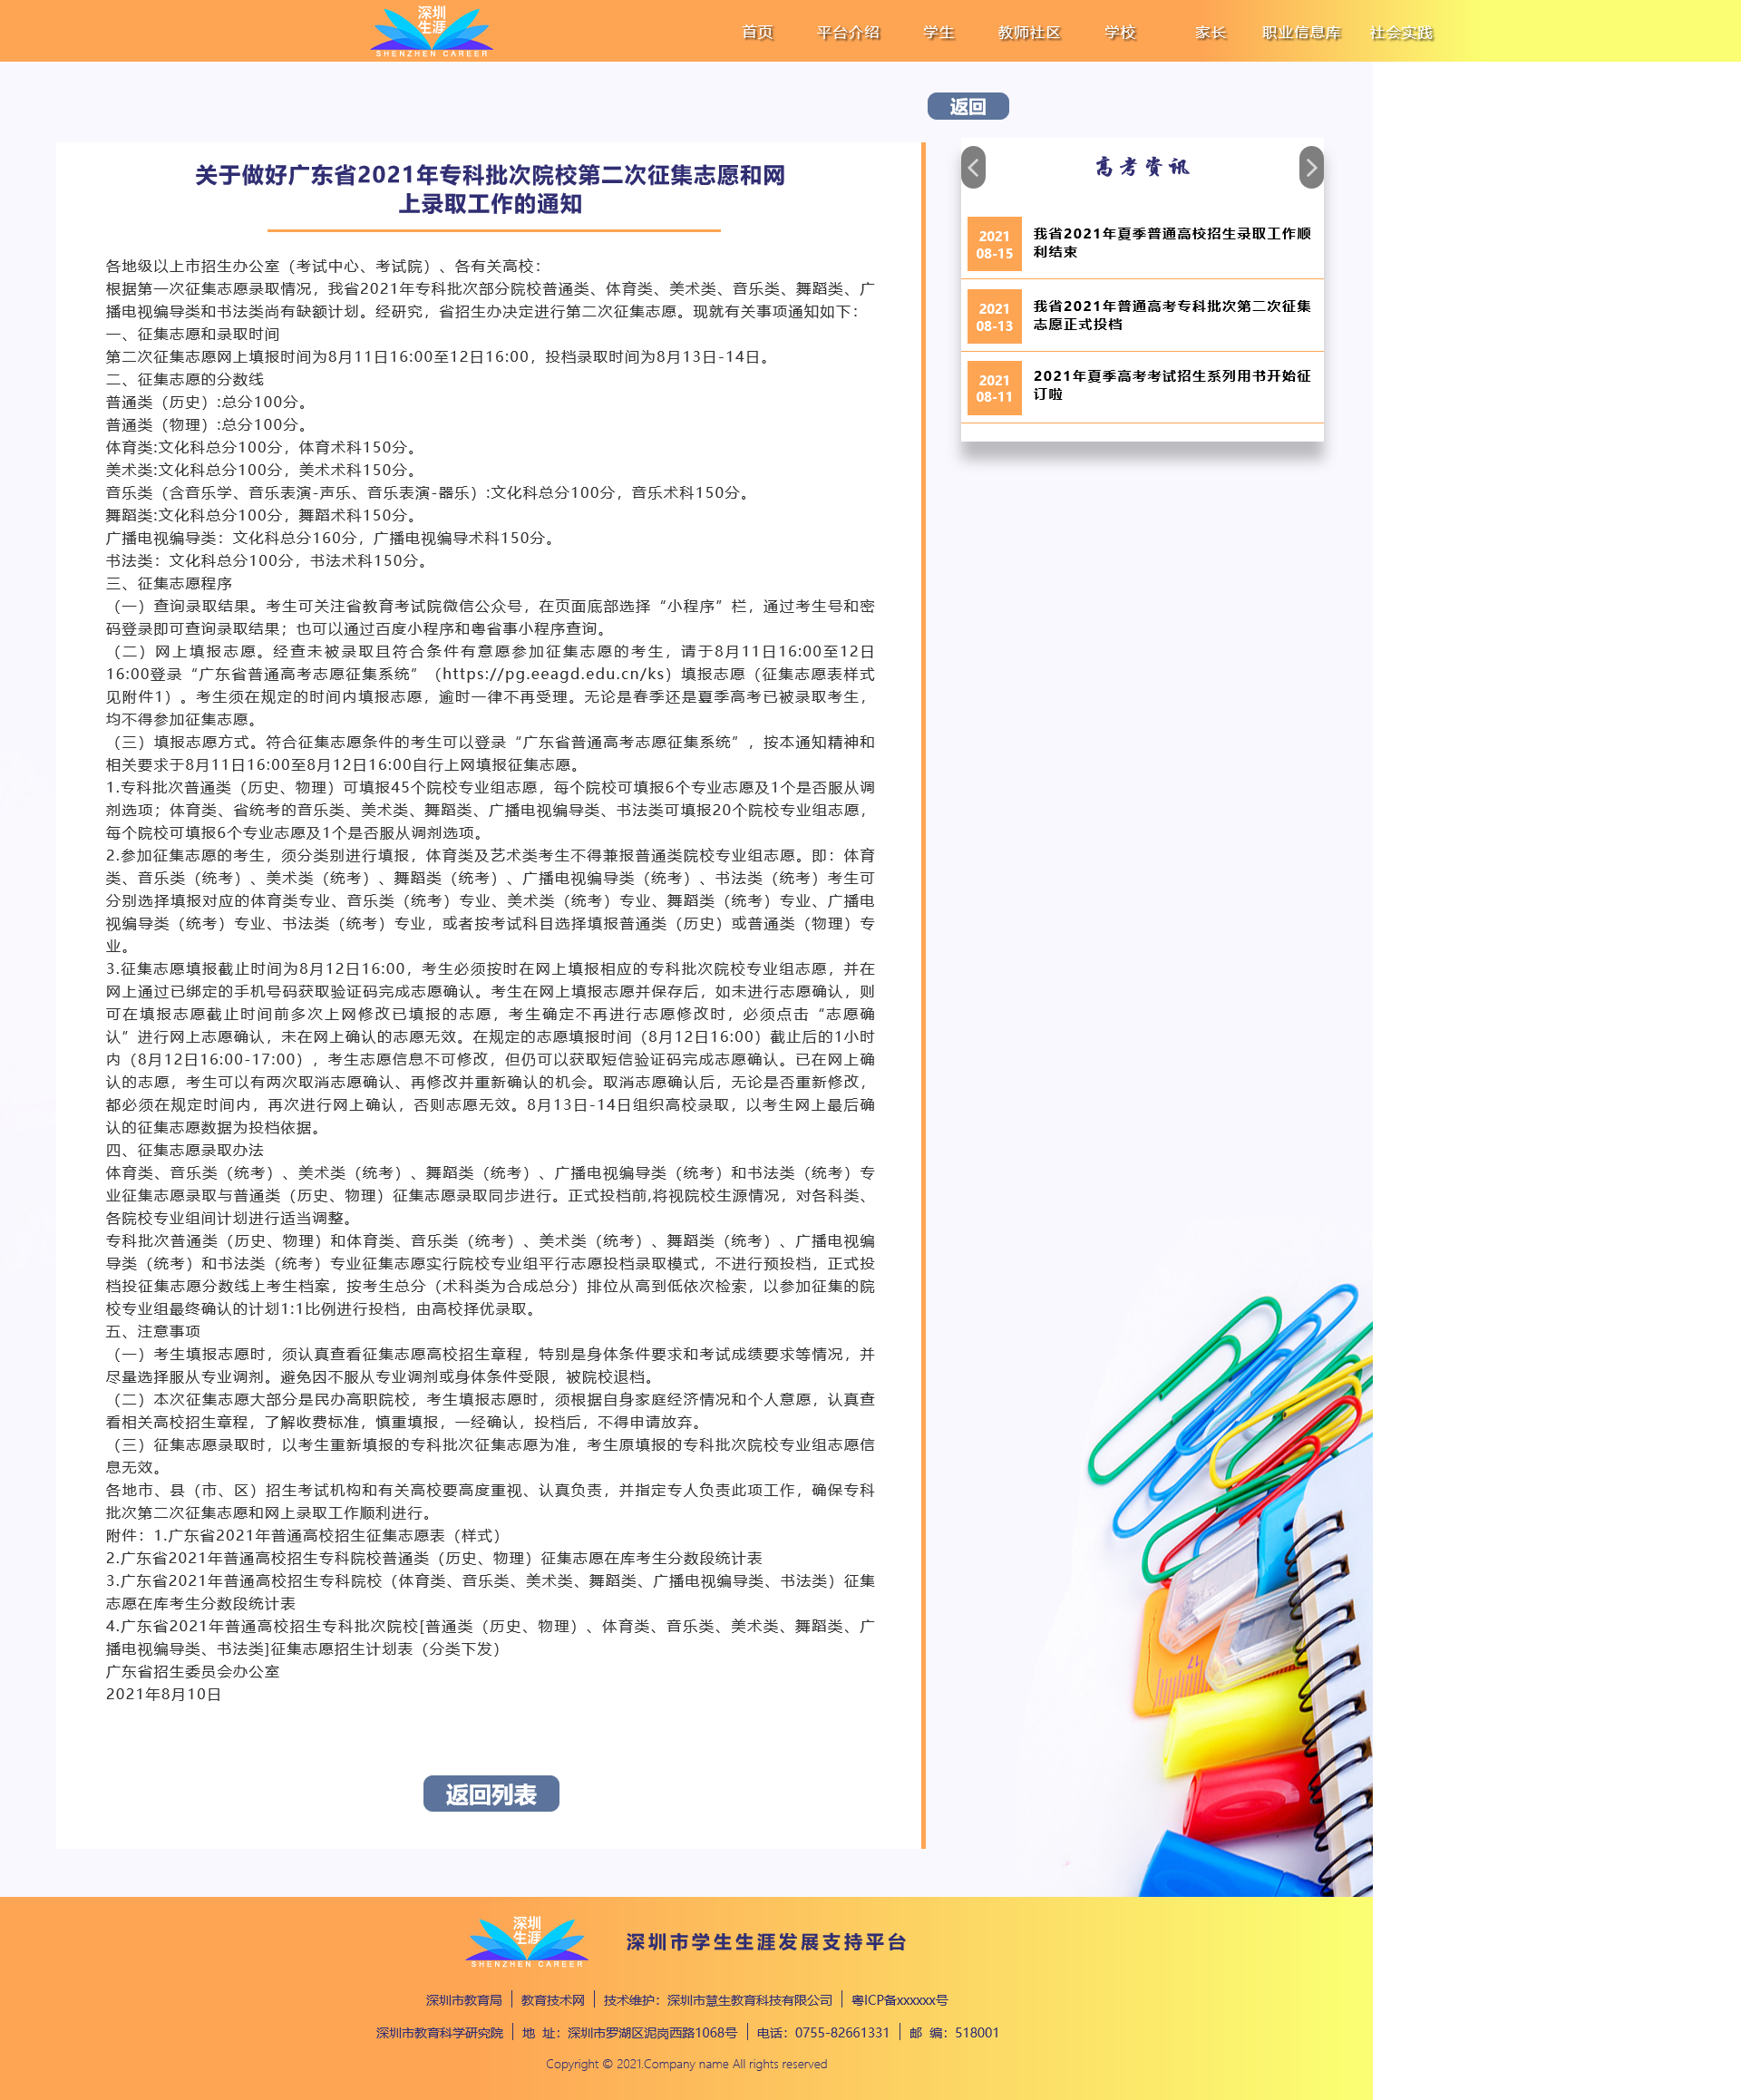 深圳
生涯
SHENZHEN CAREER
首页 平台介绍 学生 教师社区 学校 家长 职业信息库 社会实践
返回
关于做好广东省2021年专科批次院校第二次征集志愿和网
上录取工作的通知
各地级以上市招生办公室（考试中心、考试院）、各有关高校：
根据第一次征集志愿录取情况，我省2021年专科批次部分院校普通类、体育类、美术类、音乐类、舞蹈类、广
播电视编导类和书法类尚有缺额计划。经研究，省招生办决定进行第二次征集志愿。现就有关事项通知如下：
一、征集志愿和录取时间
第二次征集志愿网上填报时间为8月11日16:00至12日16:00，投档录取时间为8月13日-14日。
二、征集志愿的分数线
普通类（历史）:总分100分。
普通类（物理）:总分100分。
体育类:文化科总分100分，体育术科150分。
美术类:文化科总分100分，美术术科150分。
音乐类（含音乐学、音乐表演-声乐、音乐表演-器乐）:文化科总分100分，音乐术科150分。
舞蹈类:文化科总分100分，舞蹈术科150分。
广播电视编导类：文化科总分160分，广播电视编导术科150分。
书法类：文化科总分100分，书法术科150分。
三、征集志愿程序
（一）查询录取结果。考生可关注省教育考试院微信公众号，在页面底部选择“小程序”栏，通过考生号和密
码登录即可查询录取结果；也可以通过百度小程序和粤省事小程序查询。
（二）网上填报志愿。经查未被录取且符合条件有意愿参加征集志愿的考生，请于8月11日16:00至12日
16:00登录“广东省普通高考志愿征集系统”（https://pg.eeagd.edu.cn/ks）填报志愿（征集志愿表样式
见附件1）。考生须在规定的时间内填报志愿，逾时一律不再受理。无论是春季还是夏季高考已被录取考生，
均不得参加征集志愿。
（三）填报志愿方式。符合征集志愿条件的考生可以登录“广东省普通高考志愿征集系统”，按本通知精神和
相关要求于8月11日16:00至8月12日16:00自行上网填报征集志愿。
1.专科批次普通类（历史、物理）可填报45个院校专业组志愿，每个院校可填报6个专业志愿及1个是否服从调
剂选项；体育类、省统考的音乐类、美术类、舞蹈类、广播电视编导类、书法类可填报20个院校专业组志愿，
每个院校可填报6个专业志愿及1个是否服从调剂选项。
2.参加征集志愿的考生，须分类别进行填报，体育类及艺术类考生不得兼报普通类院校专业组志愿。即：体育
类、音乐类（统考）、美术类（统考）、舞蹈类（统考）、广播电视编导类（统考）、书法类（统考）考生可
分别选择填报对应的体育类专业、音乐类（统考）专业、美术类（统考）专业、舞蹈类（统考）专业、广播电
视编导类（统考）专业、书法类（统考）专业，或者按考试科目选择填报普通类（历史）或普通类（物理）专
业。
3.征集志愿填报截止时间为8月12日16:00，考生必须按时在网上填报相应的专科批次院校专业组志愿，并在
网上通过已绑定的手机号码获取验证码完成志愿确认。考生在网上填报志愿并保存后，如未进行志愿确认，则
可在填报志愿截止时间前多次上网修改已填报的志愿，考生确定不再进行志愿修改时，必须点击“志愿确
认”进行网上志愿确认，未在网上确认的志愿无效。在规定的志愿填报时间（8月12日16:00）截止后的1小时
内（8月12日16:00-17:00），考生志愿信息不可修改，但仍可以获取短信验证码完成志愿确认。已在网上确
认的志愿，考生可以有两次取消志愿确认、再修改并重新确认的机会。取消志愿确认后，无论是否重新修改，
都必须在规定时间内，再次进行网上确认，否则志愿无效。8月13日-14日组织高校录取，以考生网上最后确
认的征集志愿数据为投档依据。
四、征集志愿录取办法
体育类、音乐类（统考）、美术类（统考）、舞蹈类（统考）、广播电视编导类（统考）和书法类（统考）专
业征集志愿录取与普通类（历史、物理）征集志愿录取同步进行。正式投档前,将视院校生源情况，对各科类、
各院校专业组间计划进行适当调整。
专科批次普通类（历史、物理）和体育类、音乐类（统考）、美术类（统考）、舞蹈类（统考）、广播电视编
导类（统考）和书法类（统考）专业征集志愿实行院校专业组平行志愿投档录取模式，不进行预投档，正式投
档投征集志愿分数线上考生档案，按考生总分（术科类为合成总分）排位从高到低依次检索，以参加征集的院
校专业组最终确认的计划1:1比例进行投档，由高校择优录取。
五、注意事项
（一）考生填报志愿时，须认真查看征集志愿高校招生章程，特别是身体条件要求和考试成绩要求等情况，并
尽量选择服从专业调剂。避免因不服从专业调剂或身体条件受限，被院校退档。
（二）本次征集志愿大部分是民办高职院校，考生填报志愿时，须根据自身家庭经济情况和个人意愿，认真查
看相关高校招生章程，了解收费标准，慎重填报，一经确认，投档后，不得申请放弃。
（三）征集志愿录取时，以考生重新填报的专科批次征集志愿为准，考生原填报的专科批次院校专业组志愿信
息无效。
各地市、县（市、区）招生考试机构和有关高校要高度重视、认真负责，并指定专人负责此项工作，确保专科
批次第二次征集志愿和网上录取工作顺利进行。
附件：1.广东省2021年普通高校招生征集志愿表（样式）
2.广东省2021年普通高校招生专科院校普通类（历史、物理）征集志愿在库考生分数段统计表
3.广东省2021年普通高校招生专科院校（体育类、音乐类、美术类、舞蹈类、广播电视编导类、书法类）征集
志愿在库考生分数段统计表
4.广东省2021年普通高校招生专科批次院校[普通类（历史、物理）、体育类、音乐类、美术类、舞蹈类、广
播电视编导类、书法类]征集志愿招生计划表（分类下发）
广东省招生委员会办公室
2021年8月10日
返回列表
高考资讯
2021
08-15
我省2021年夏季普通高校招生录取工作顺
利结束
2021
08-13
我省2021年普通高考专科批次第二次征集
志愿正式投档
2021
08-11
2021年夏季高考考试招生系列用书开始征
订啦
17
深圳
生涯
SHENZHEN CAREER
深圳市学生生涯发展支持平台
深圳市教育局 教育技术网 技术维护：深圳市慧生教育科技有限公司 粤ICP备xxxxxx号
深圳市教育科学研究院 地 址：深圳市罗湖区泥岗西路1068号 电话：0755-82661331 邮 编：518001
Copyright © 2021.Company name All rights reserved